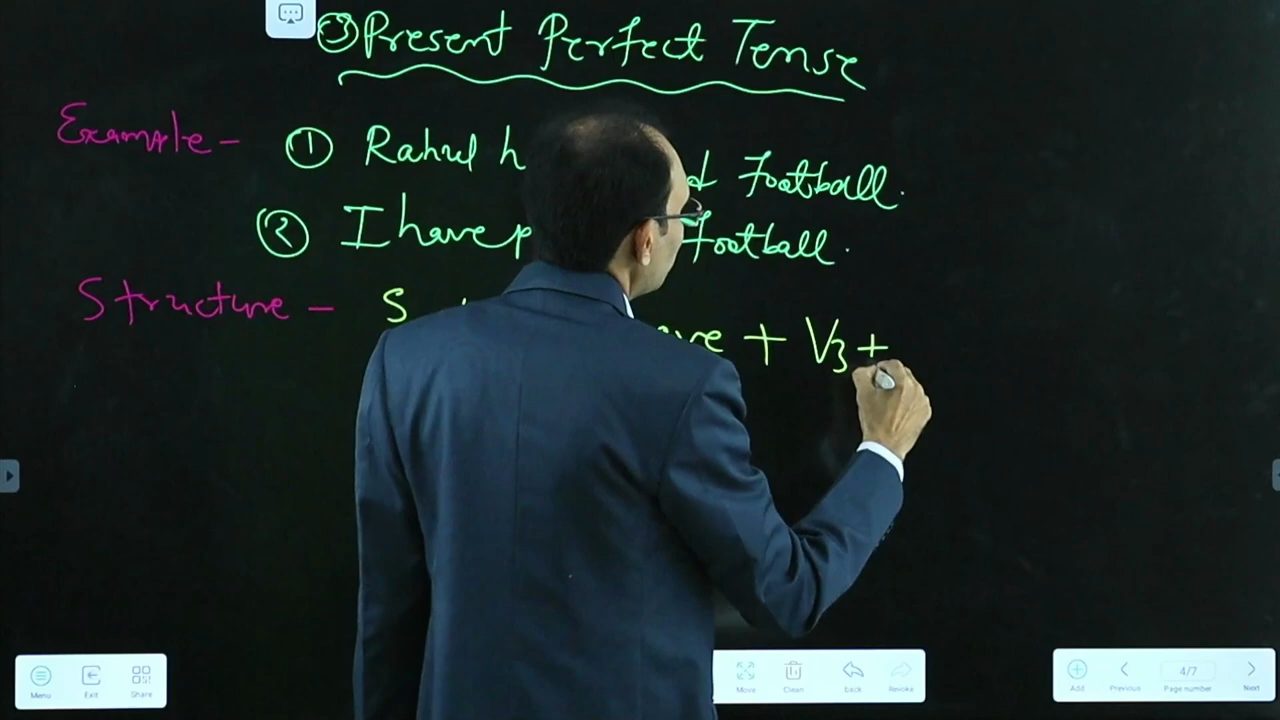 ③ Present Perfect Tense
Example - ① Rahul h d Football.
② I have p Football.
Structure - S + V3 +
Menu Exit Share Move Clean back Revoke Add Previous 4/7 Page number Next